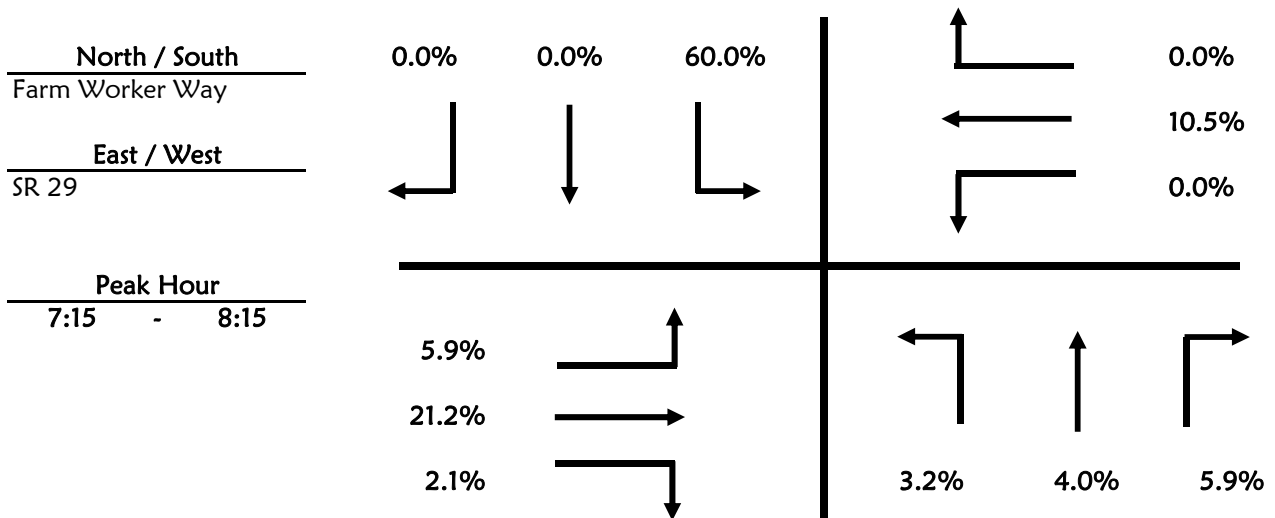 North / South
Farm Worker Way
East / West
SR 29
Peak Hour
7:15 - 8:15
0.0% 0.0% 60.0%
0.0%
10.5%
0.0%
5.9%
21.2%
2.1%
3.2% 4.0% 5.9%